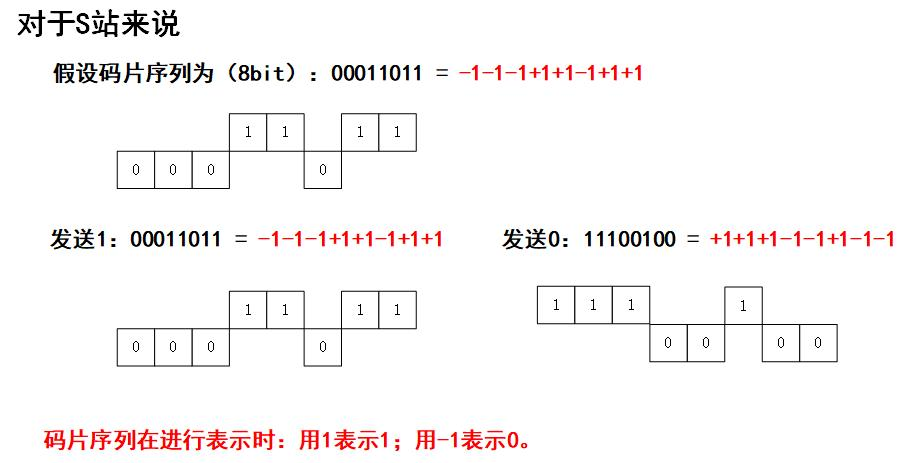 对于S站来说
假设码片序列为（8bit）：00011011 = -1-1-1+1+1-1+1+1
1 1 1 1
0 0 0 0
发送1：00011011 = -1-1-1+1+1-1+1+1 发送0：11100100 = +1+1+1-1-1+1-1-1
1 1 1 1 1 1 1 1
0 0 0 0 0 0 0 0
码片序列在进行表示时：用1表示1；用-1表示0。